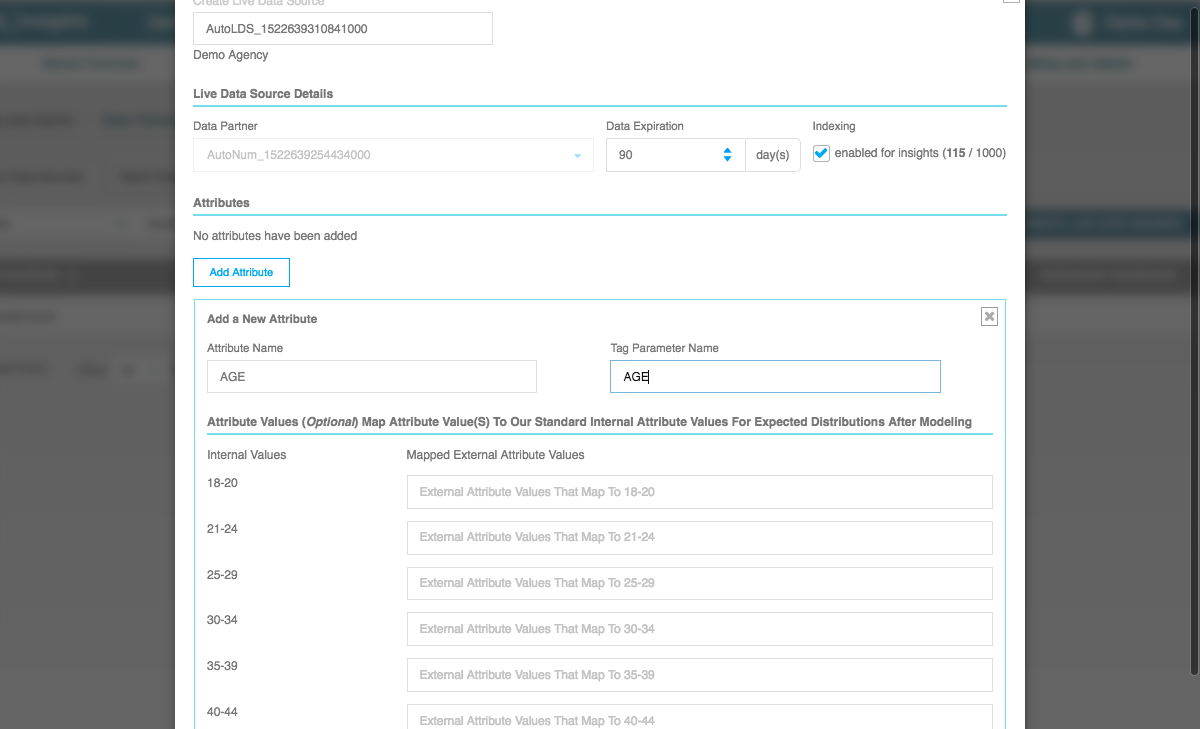 Create Live Data Source
AutoLDS_1522639310841000
Demo Agency
Live Data Source Details
Data Partner
Data Expiration
Indexing
AutoNum_1522639254434000
90
day(s)
enabled for insights (115 / 1000)
Attributes
No attributes have been added
Add Attribute
Add a New Attribute
Attribute Name
Tag Parameter Name
AGE
AGE
Attribute Values (Optional) Map Attribute Value(S) To Our Standard Internal Attribute Values For Expected Distributions After Modeling
Internal Values
Mapped External Attribute Values
18-20
External Attribute Values That Map To 18-20
21-24
External Attribute Values That Map To 21-24
25-29
External Attribute Values That Map To 25-29
30-34
External Attribute Values That Map To 30-34
35-39
External Attribute Values That Map To 35-39
40-44
External Attribute Values That Map To 40-44